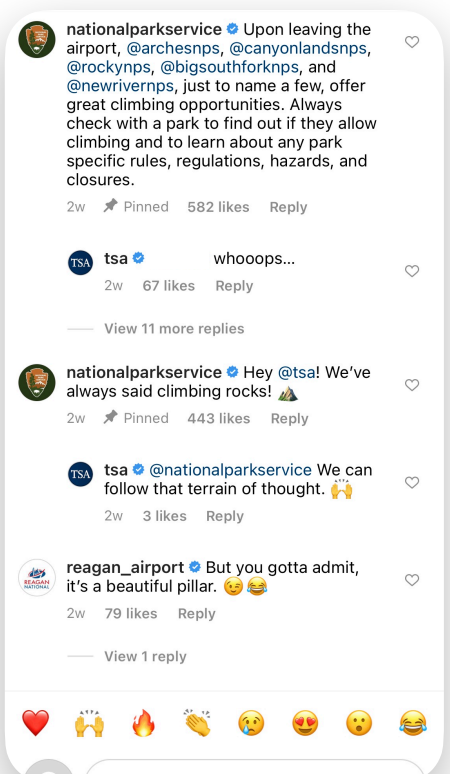 nationalparkservice Upon leaving the
airport, @archesnps, @canyonlandsnps,
@rockynps, @bigsouthforknps, and
@newrivernps, just to name a few, offer
great climbing opportunities. Always
check with a park to find out if they allow
climbing and to learn about any park
specific rules, regulations, hazards, and
closures.
2w Pinned 582 likes Reply
TSA
tsa whooops...
2w 67 likes Reply
View 11 more replies
nationalparkservice Hey @tsa! We’ve
always said climbing rocks! ⛰️
2w Pinned 443 likes Reply
TSA
tsa @nationalparkservice We can
follow that terrain of thought. 🙌
2w 3 likes Reply
REAGAN
NATIONAL
reagan_airport But you gotta admit,
it’s a beautiful pillar. 😉😂
2w 79 likes Reply
View 1 reply
❤️ 🙌 🔥 👏 😢 😍 😮 😂